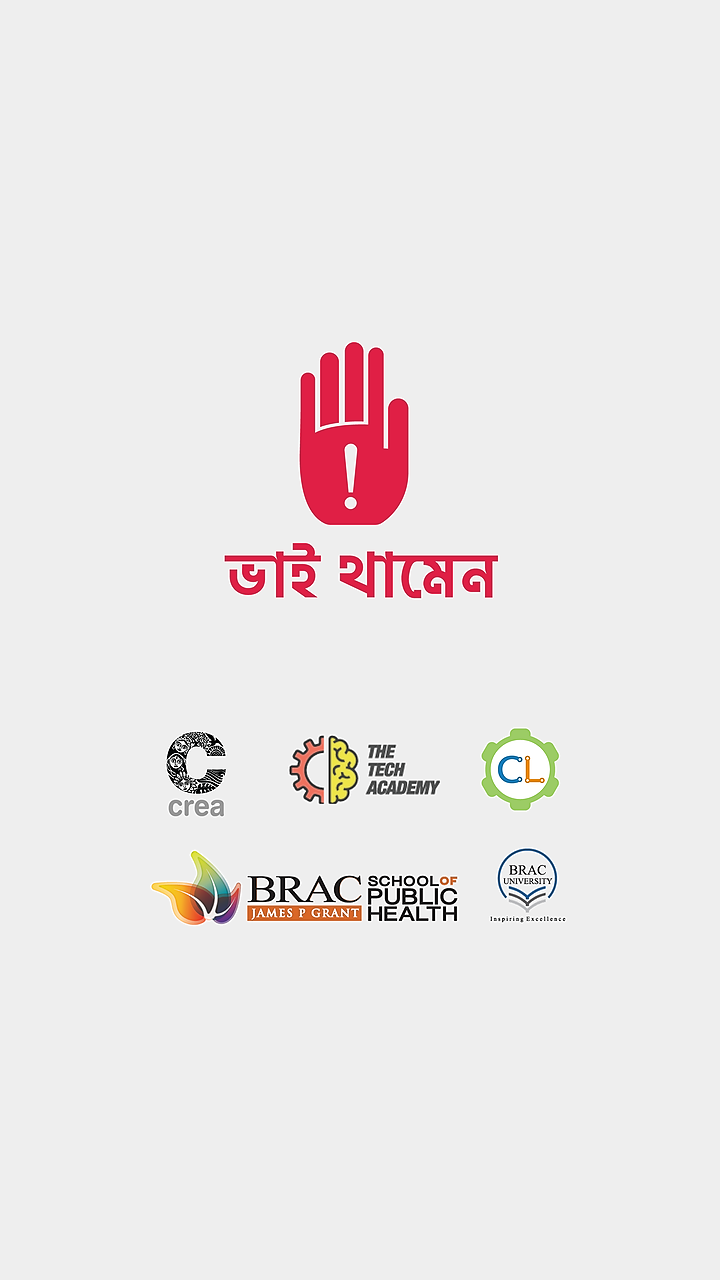 !
ভাই থামেন
crea
THE
TECH
ACADEMY
CL
BRAC
JAMES P GRANT
SCHOOL OF
PUBLIC
HEALTH
BRAC
UNIVERSITY
Inspiring Excellence